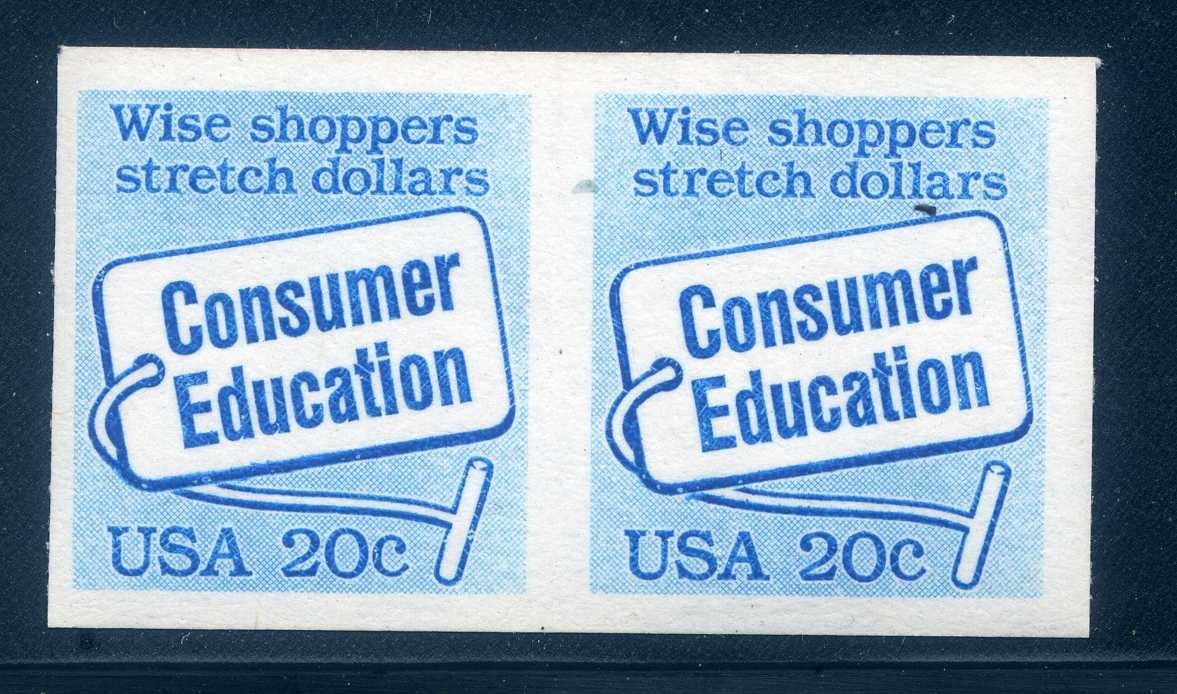 Wise shoppers
stretch dollars
Consumer
Education
USA 20c
Wise shoppers
stretch dollars
Consumer
Education
USA 20c